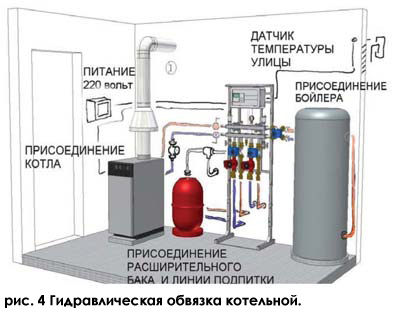 ДАТЧИК
ТЕМПЕРАТУРЫ
УЛИЦЫ
ПИТАНИЕ
220 вольт
ПРИСОЕДИНЕНИЕ
БОЙЛЕРА
ПРИСОЕДИНЕНИЕ
КОТЛА
ПРИСОЕДИНЕНИЕ
РАСШИРИТЕЛЬНОГО
БАКА И ЛИНИИ ПОДПИТКИ
рис. 4 Гидравлическая обвязка котельной.